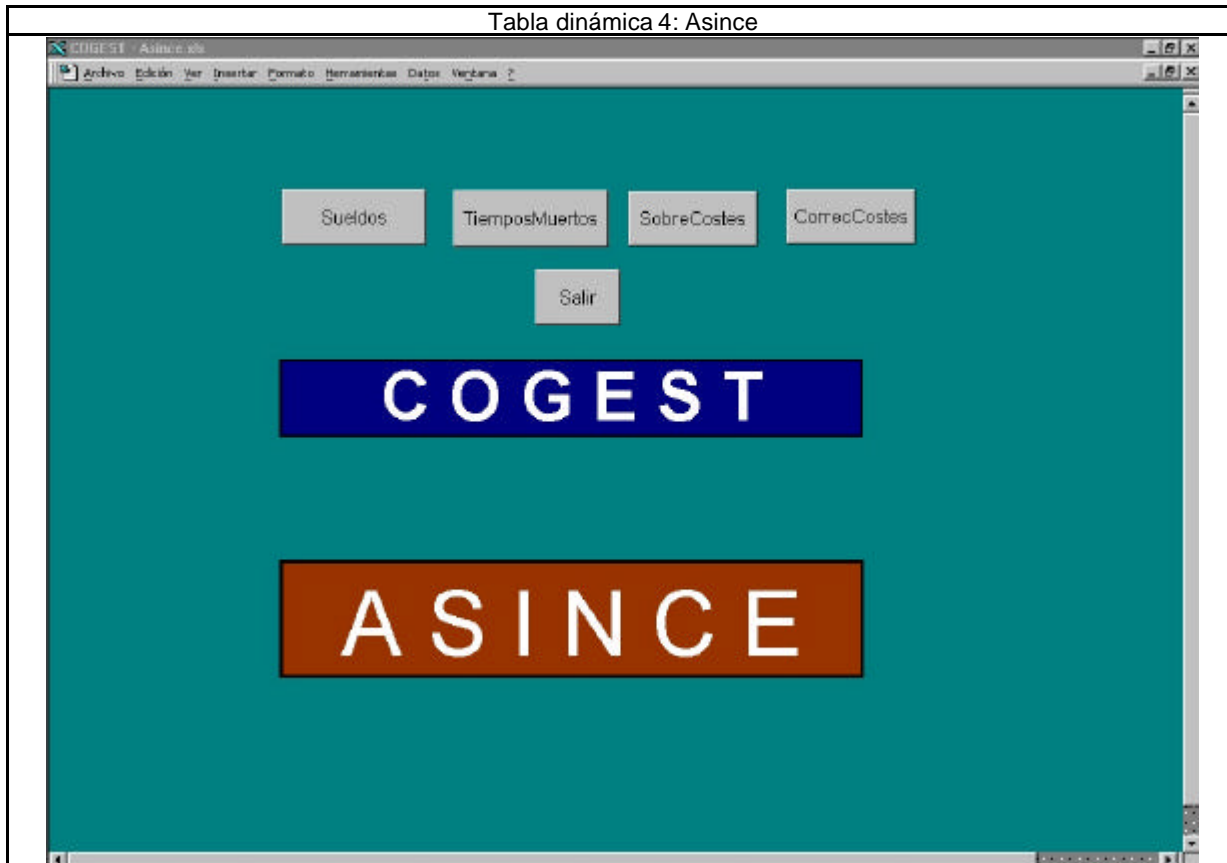 Tabla dinámica 4: Asince
COGEST - Asince.xls
Archivo Edición Ver Insertar Formato Herramientas Datos Ventana ?
Sueldos TiemposMuertos SobreCostes CorrecCostes
Salir
COGEST
ASINCE